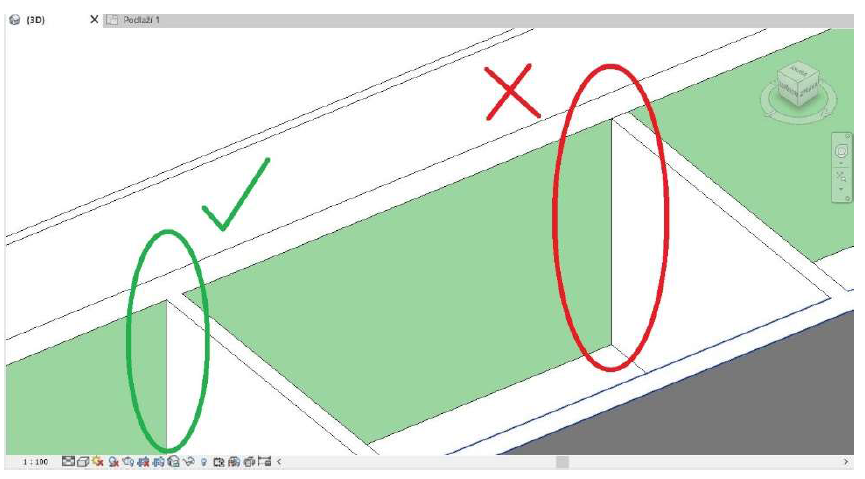 (3D)
Podlaží 1
1 : 100